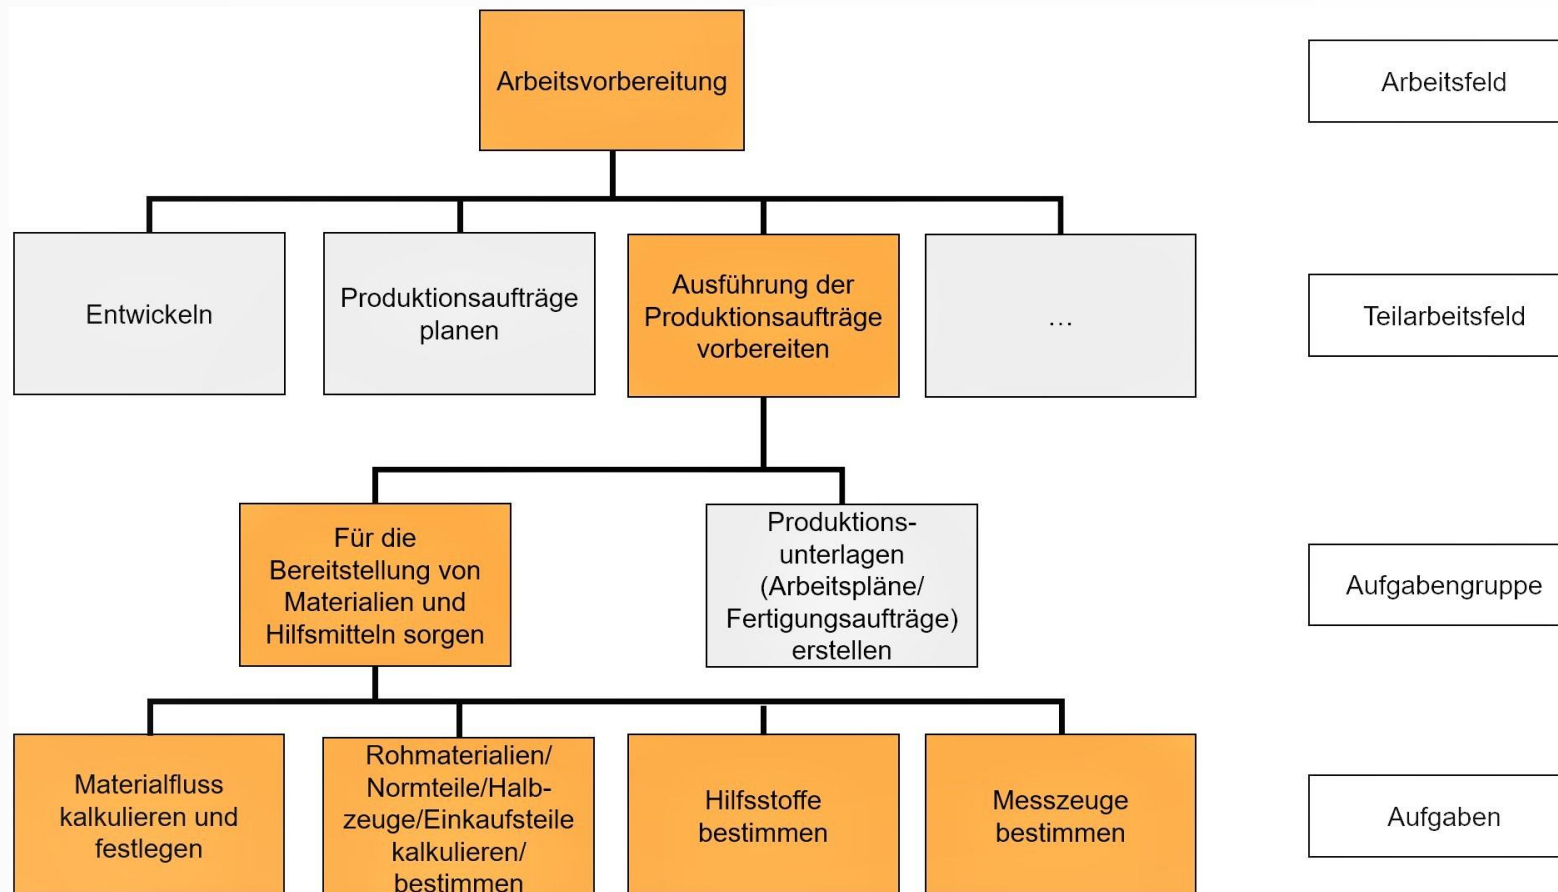 Arbeitsvorbereitung
Arbeitsfeld
Entwickeln
Produktionsaufträge
planen
Ausführung der
Produktionsaufträge
vorbereiten
...
Teilarbeitsfeld
Für die
Bereitstellung von
Materialien und
Hilfsmitteln sorgen
Produktions-
unterlagen
(Arbeitspläne/
Fertigungsaufträge)
erstellen
Aufgabengruppe
Materialfluss
kalkulieren und
festlegen
Rohmaterialien/
Normteile/Halb-
zeuge/Einkaufsteile
kalkulieren/
bestimmen
Hilfsstoffe
bestimmen
Messzeuge
bestimmen
Aufgaben